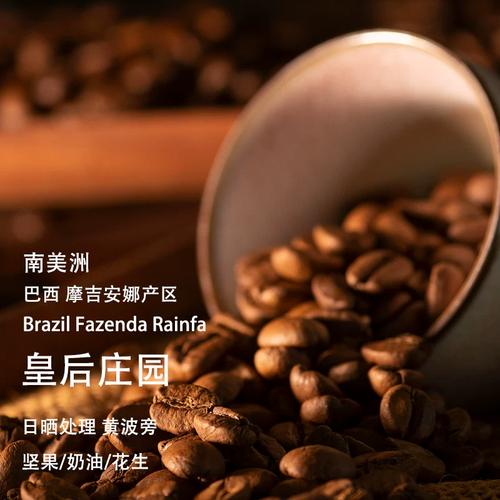 南美洲
巴西 摩吉安娜产区
Brazil Fazenda Rainfa
皇后庄园
日晒处理 黄波旁
坚果/奶油/花生